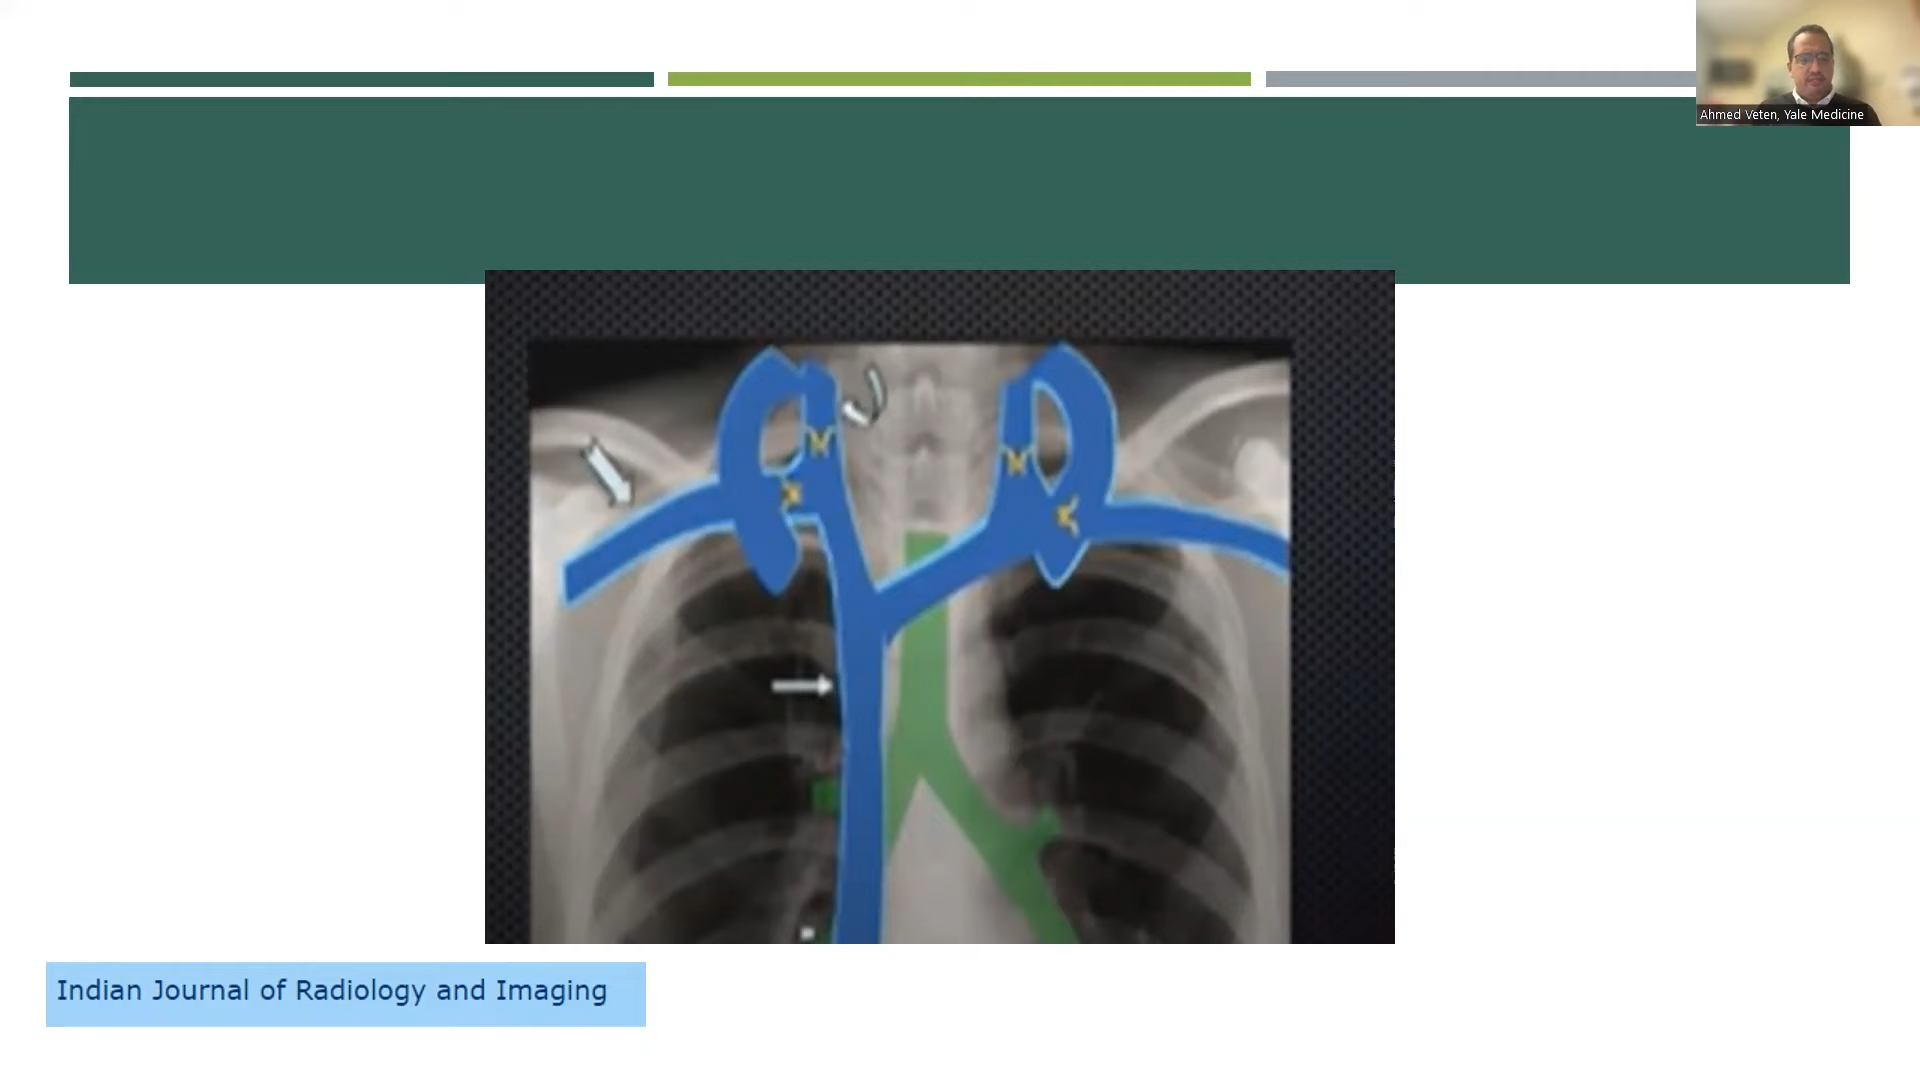 Ahmed Veten, Yale Medicine
Indian Journal of Radiology and Imaging